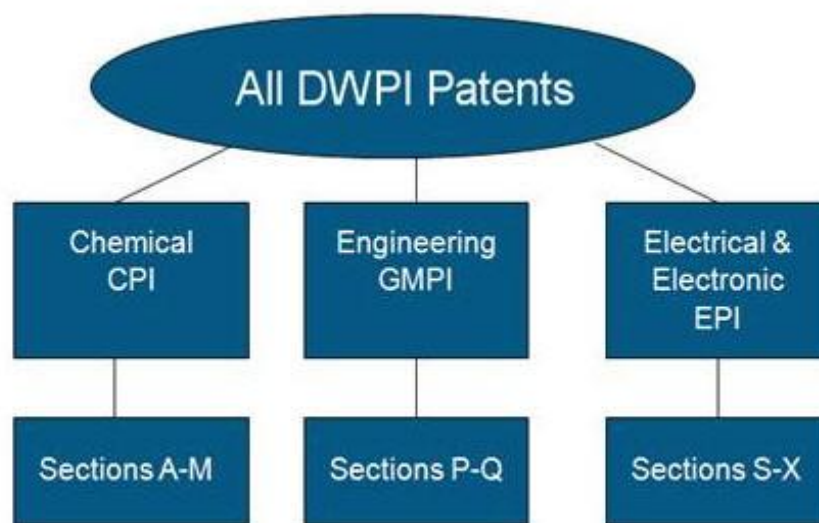 All DWPI Patents
Chemical
CPI
Engineering
GMPI
Electrical &
Electronic
EPI
Sections A-M
Sections P-Q
Sections S-X